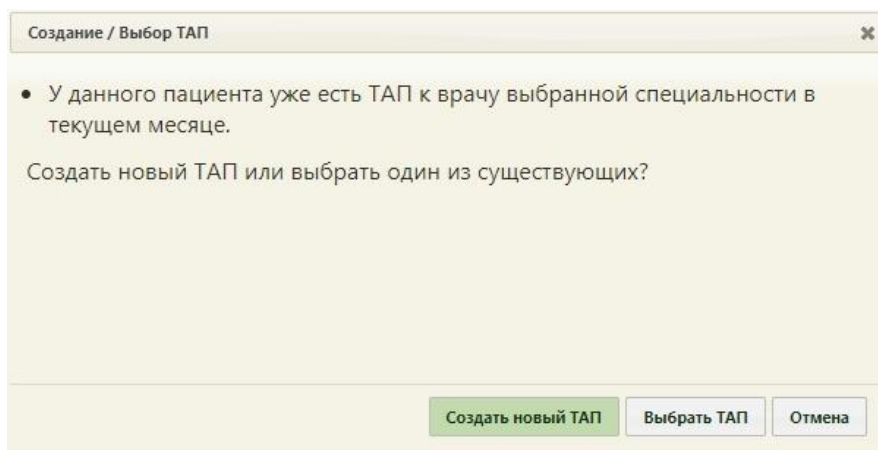 Создание / Выбор ТАП
• У данного пациента уже есть ТАП к врачу выбранной специальности в
текущем месяце.
Создать новый ТАП или выбрать один из существующих?
Создать новый ТАП Выбрать ТАП Отмена